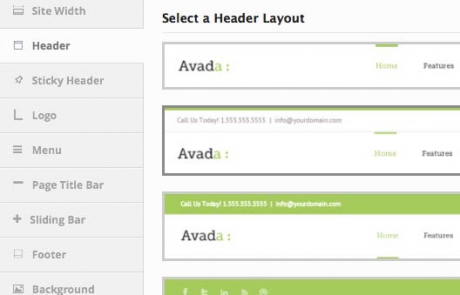 Site Width
Header
Sticky Header
Logo
Menu
Page Title Bar
Sliding Bar
Footer
Background
Select a Header Layout
Avada :
Home
Features
Call Us Today! 1.555.555.5555 | info@yourdomain.com
Avada :
Home
Features
Call Us Today! 1.555.555.5555 | info@yourdomain.com
Avada :
Home
Features